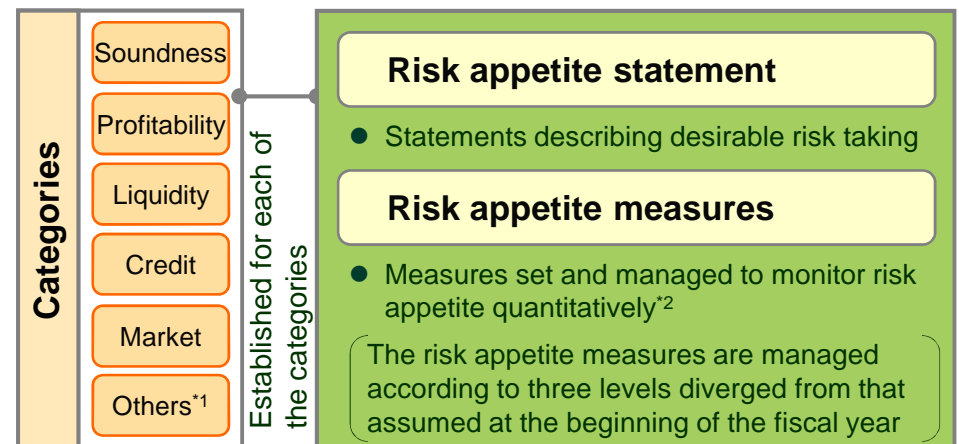 Categories
Soundness
Profitability
Liquidity
Credit
Market
Others*1
Established for each of
the categories
Risk appetite statement
● Statements describing desirable risk taking
Risk appetite measures
● Measures set and managed to monitor risk
appetite quantitatively*2
The risk appetite measures are managed
according to three levels diverged from that
assumed at the beginning of the fiscal year